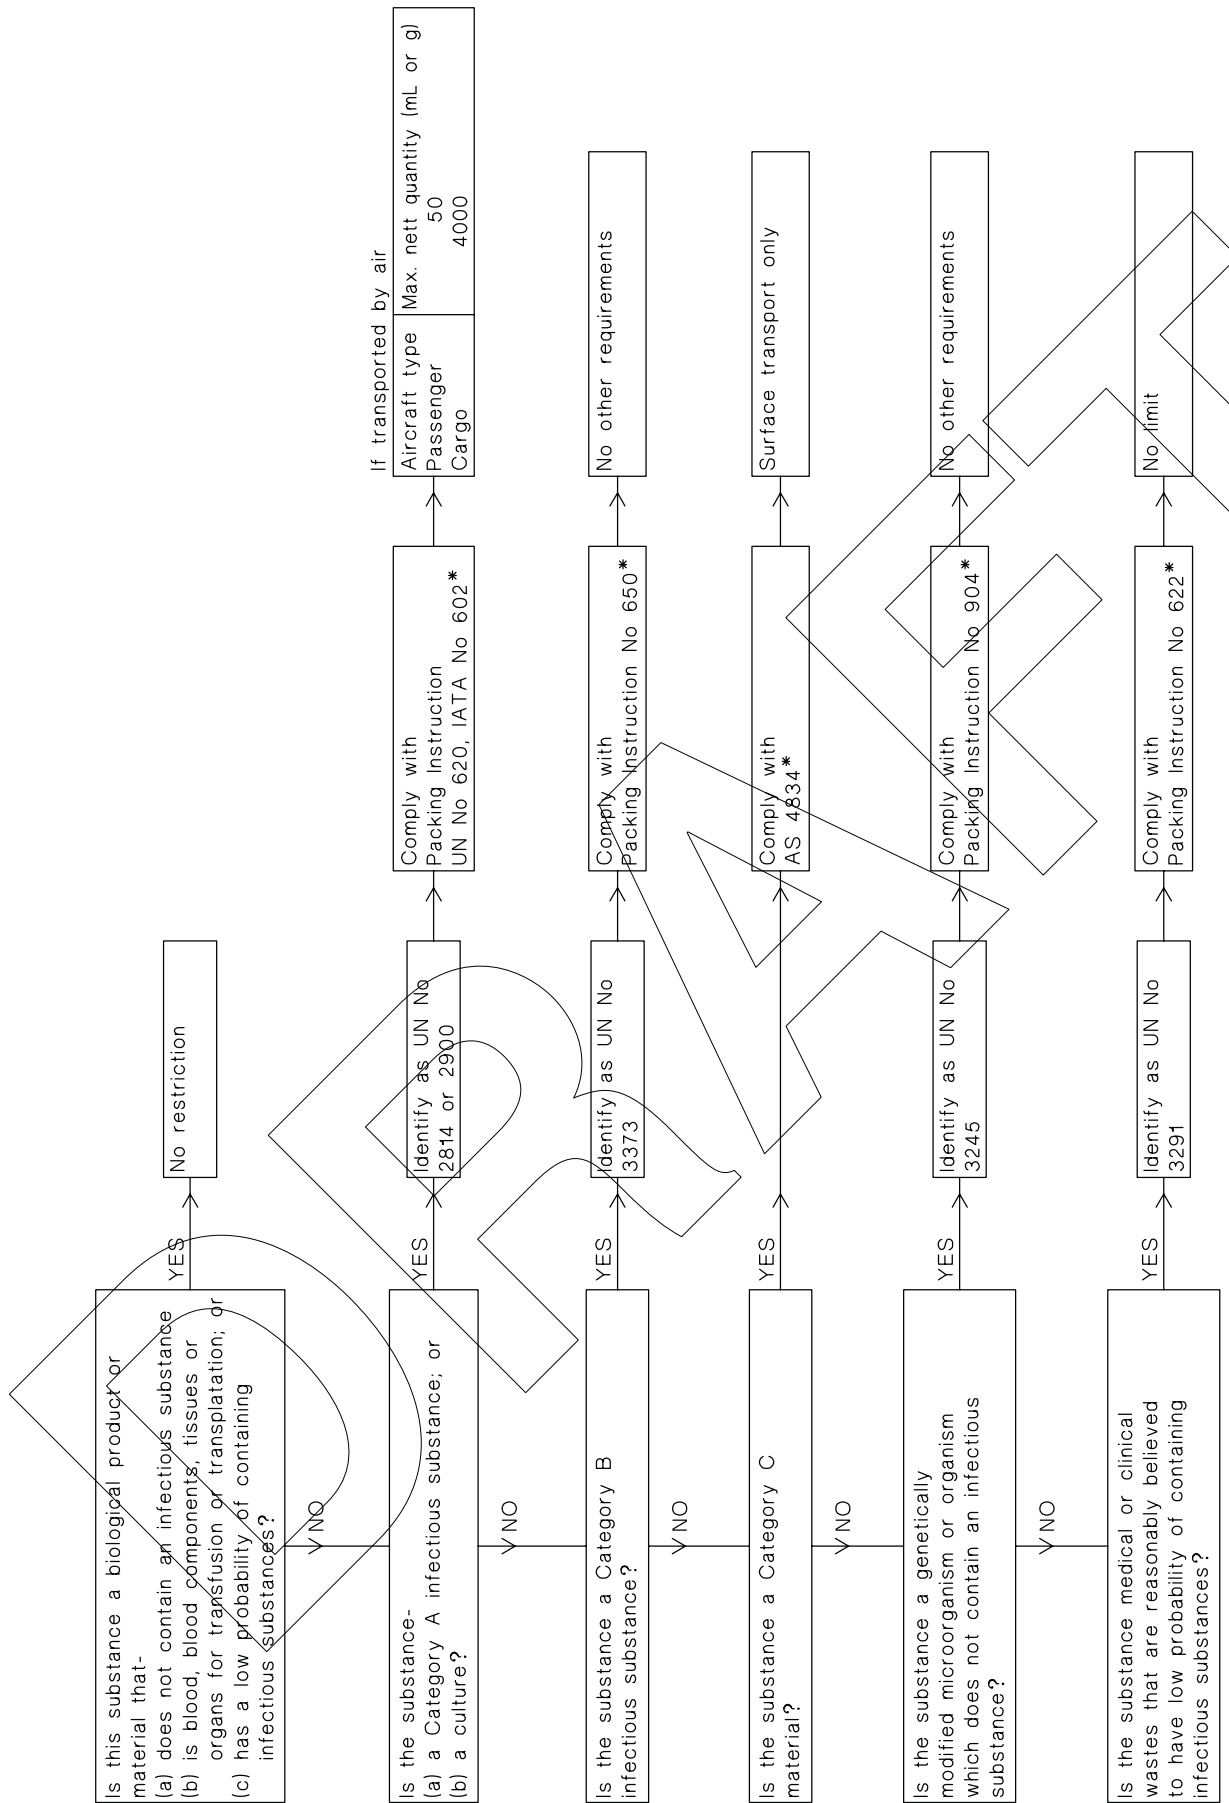 Is this substance a biological product or
material that-
(a) does not contain an infectious substance
(b) is blood, blood components, tissues or
organs for transfusion or transplatation; or
(c) has a low probability of containing
infectious substances?
YES
No restriction
NO
Is the substance-
(a) a Category A infectious substance; or
(b) a culture?
YES
Identify as UN No
2814 or 2900
Comply with
Packing Instruction
UN No 620, IATA No 602*
If transported by air
Aircraft type Max. nett quantity (mL or g)
Passenger 50
Cargo 4000
NO
Is the substance a Category B
infectious substance?
YES
Identify as UN No
3373
Comply with
Packing Instruction No 650*
No other requirements
NO
Is the substance a Category C
material?
YES
Comply with
AS 4834*
Surface transport only
NO
Is the substance a genetically
modified microorganism or organism
which does not contain an infectious
substance?
YES
Identify as UN No
3245
Comply with
Packing Instruction No 904*
No other requirements
NO
Is the substance medical or clinical
wastes that are reasonably believed
to have low probability of containing
infectious substances?
YES
Identify as UN No
3291
Comply with
Packing Instruction No 622*
No limit
DRAFT